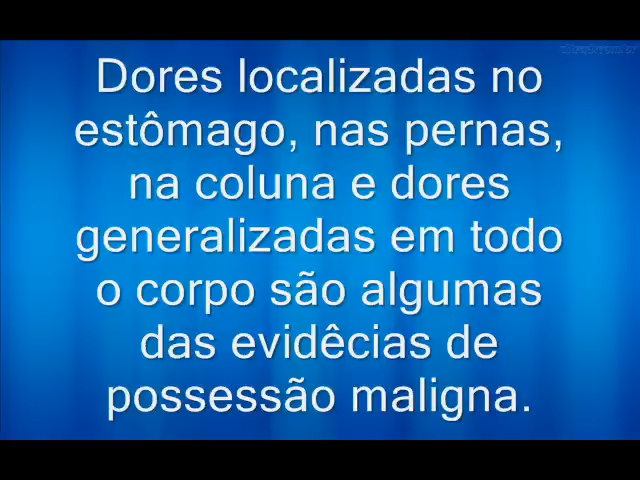 Dores localizadas no
estômago, nas pernas,
na coluna e dores
generalizadas em todo
o corpo são algumas
das evidêcias de
possessão maligna.